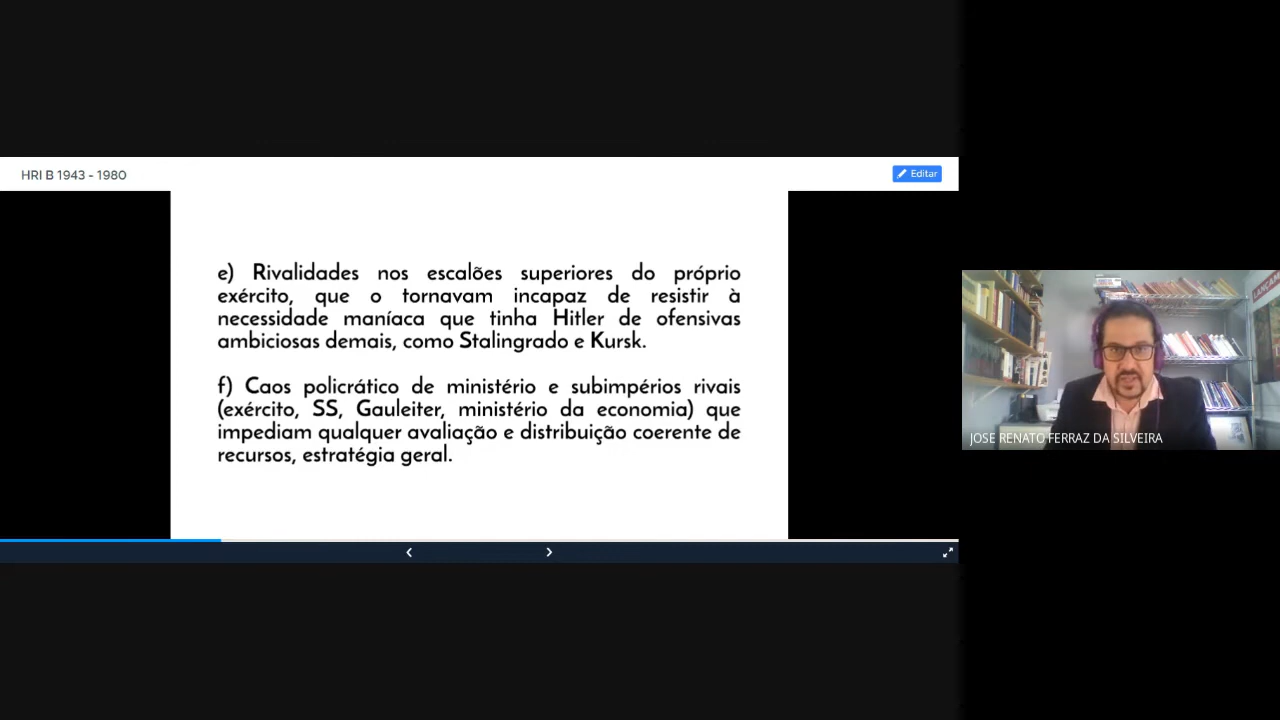 HRI B 1943 - 1980
Editar
e) Rivalidades nos escalões superiores do próprio
exército, que o tornavam incapaz de resistir à
necessidade maníaca que tinha Hitler de ofensivas
ambiciosas demais, como Stalingrado e Kursk.
f) Caos policrático de ministério e subimpérios rivais
(exército, SS, Gauleiter, ministério da economia) que
impediam qualquer avaliação e distribuição coerente de
recursos, estratégia geral.
JOSE RENATO FERRAZ DA SILVEIRA